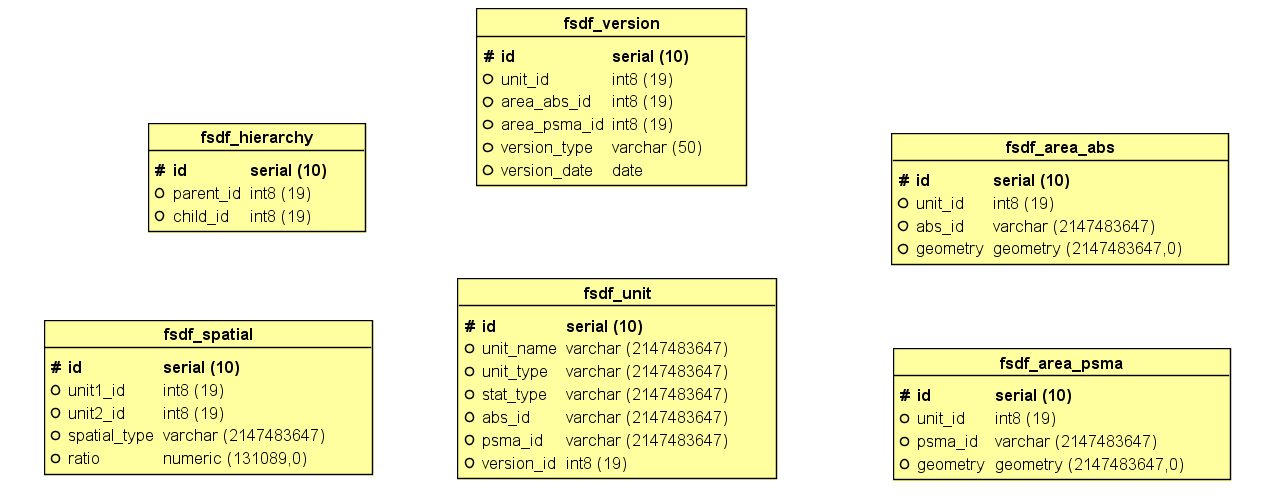 fsdf_version
# id serial (10)
unit_id int8 (19)
area_abs_id int8 (19)
area_psma_id int8 (19)
version_type varchar (50)
version_date date
fsdf_hierarchy
# id serial (10)
parent_id int8 (19)
child_id int8 (19)
fsdf_area_abs
# id serial (10)
unit_id int8 (19)
abs_id varchar (2147483647)
geometry geometry (2147483647,0)
fsdf_spatial
# id serial (10)
unit1_id int8 (19)
unit2_id int8 (19)
spatial_type varchar (2147483647)
ratio numeric (131089,0)
fsdf_unit
# id serial (10)
unit_name varchar (2147483647)
unit_type varchar (2147483647)
stat_type varchar (2147483647)
abs_id varchar (2147483647)
psma_id varchar (2147483647)
version_id int8 (19)
fsdf_area_psma
# id serial (10)
unit_id int8 (19)
psma_id varchar (2147483647)
geometry geometry (2147483647,0)